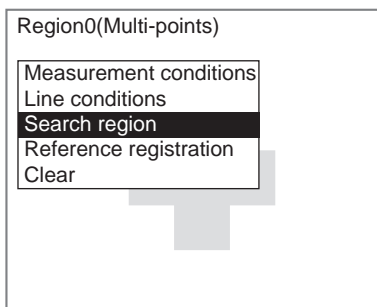 Region0(Multi-points)
Measurement conditions
Line conditions
Search region
Reference registration
Clear